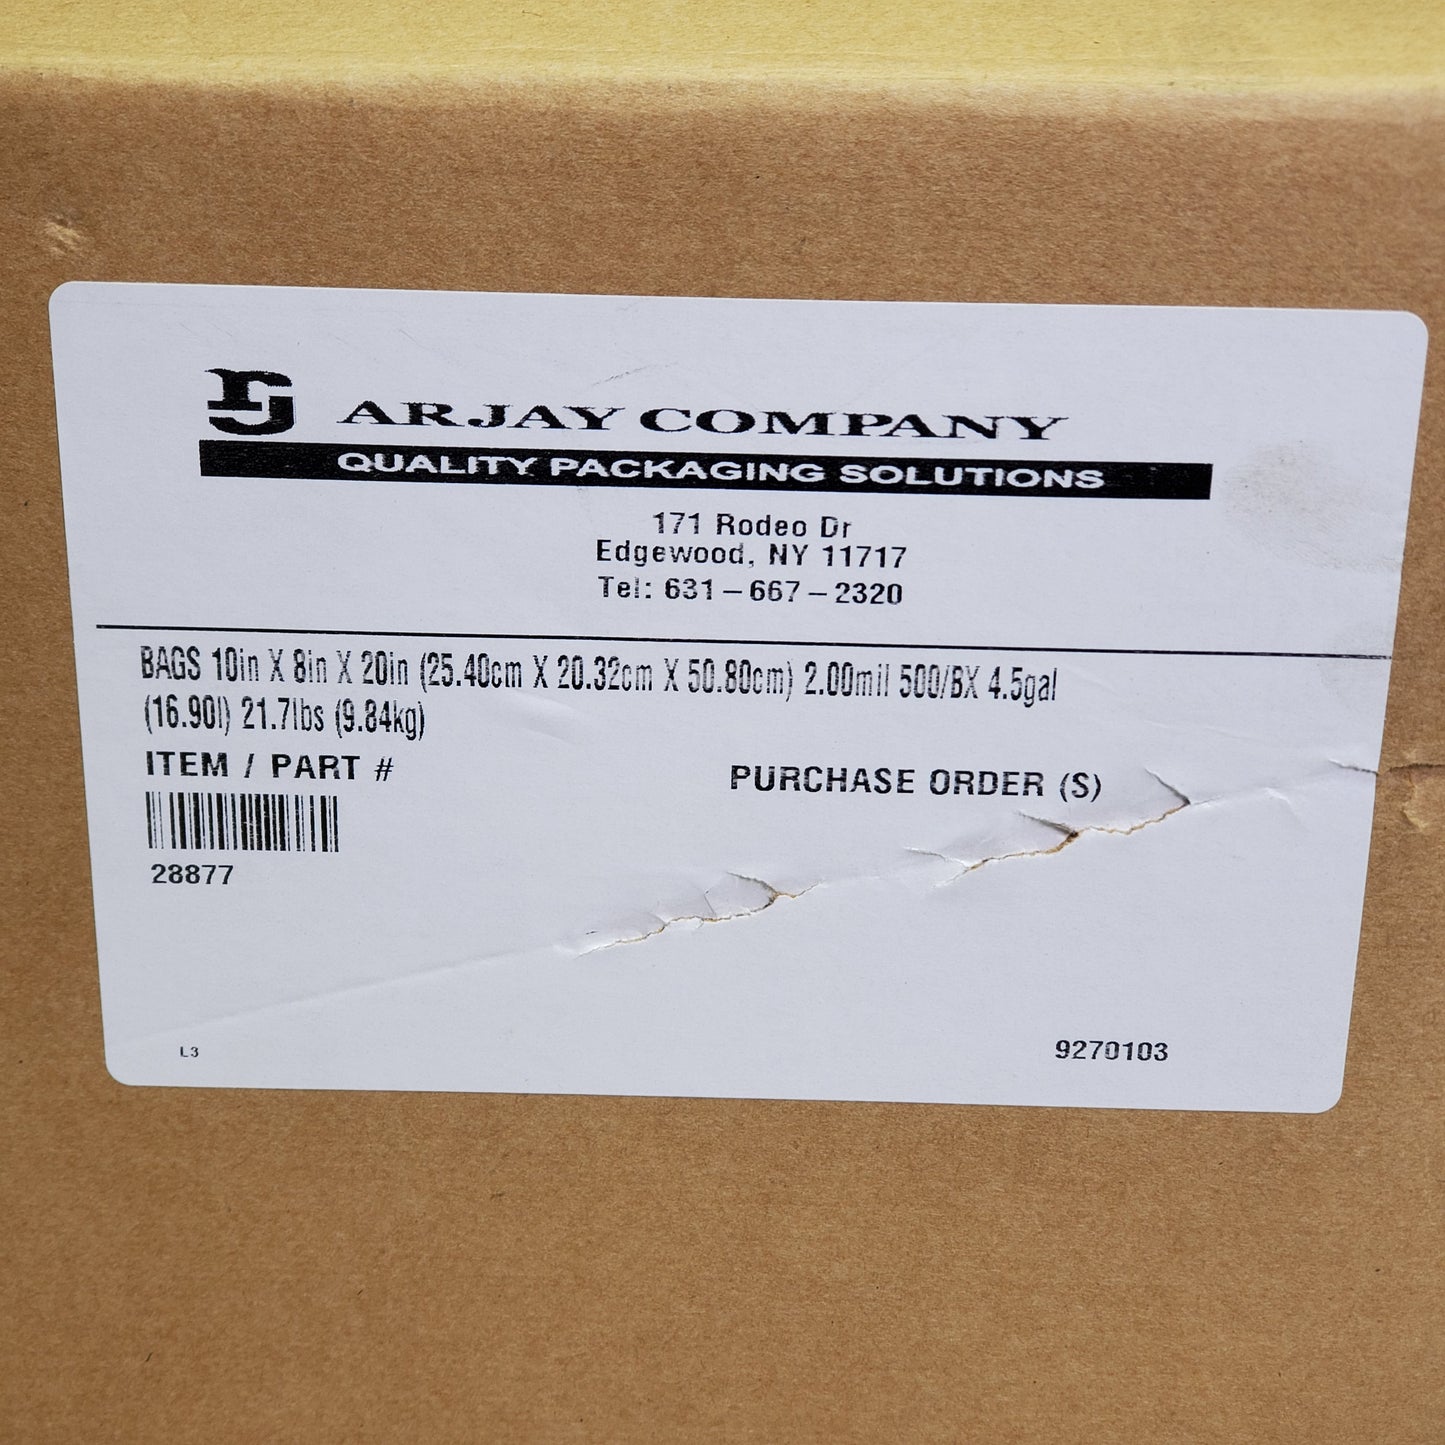 rj ARJAY COMPANY
QUALITY PACKAGING SOLUTIONS
171 Rodeo Dr
Edgewood, NY 11717
Tel: 631-667-2320
BAGS 10in X 8in X 20in (25.40cm X 20.32cm X 50.80cm) 2.00mil 500/BX 4.5gal
(16.90l) 21.7lbs (9.84kg)
ITEM / PART #
PURCHASE ORDER (S)
28877
L3
9270103